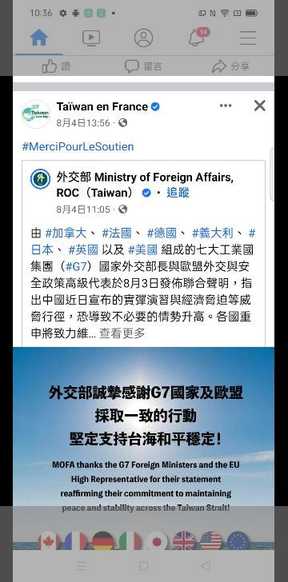 10:36
14
讚
留言
分享
Taïwan en France
8月4日13:56 ·
#MerciPourLeSoutien
外交部 Ministry of Foreign Affairs,
ROC（Taiwan） · 追蹤
8月4日11:05 ·
由 #加拿大、 #法國、 #德國、 #義大利、 #
日本、 #英國 以及 #美國 組成的七大工業國
集團（#G7）國家外交部長與歐盟外交與安
全政策高級代表於8月3日發佈聯合聲明，指
出中國近日宣布的實彈演習與經濟脅迫等威
脅行徑，恐導致不必要的情勢升高。各國重
申將致力維... 查看更多
外交部誠摯感謝G7國家及歐盟
採取一致的行動
堅定支持台海和平穩定!
MOFA thanks the G7 Foreign Ministers and the EU
High Representative for their statement
reaffirming their commitment to maintaining
peace and stability across the Taiwan Strait!